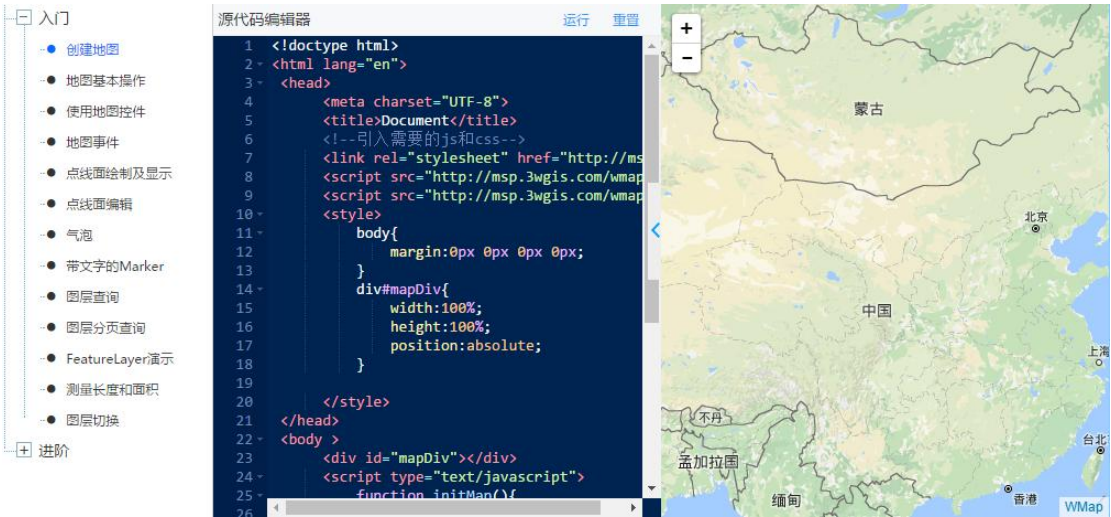 入门
创建地图
地图基本操作
使用地图控件
地图事件
点线面绘制及显示
点线面编辑
气泡
带文字的Marker
图层查询
图层分页查询
FeatureLayer演示
测量长度和面积
图层切换
进阶
源代码编辑器 运行 重置
1 <!doctype html>
2 <html lang="en">
3 <head>
4 <meta charset="UTF-8">
5 <title>Document</title>
6 <!--引入需要的js和css-->
7 <link rel="stylesheet" href="http://ms
8 <script src="http://msp.3wgis.com/wmap
9 <script src="http://msp.3wgis.com/wmap
10 <style>
11 body{
12 margin:0px 0px 0px 0px;
13 }
14 div#mapDiv{
15 width:100%;
16 height:100%;
17 position:absolute;
18 }
19
20 </style>
21 </head>
22 <body >
23 <div id="mapDiv"></div>
24 <script type="text/javascript">
25 function initMap(){
26
+
-
蒙古
北京
中国
上海
不丹
台北
孟加拉国
缅甸
香港
WMap